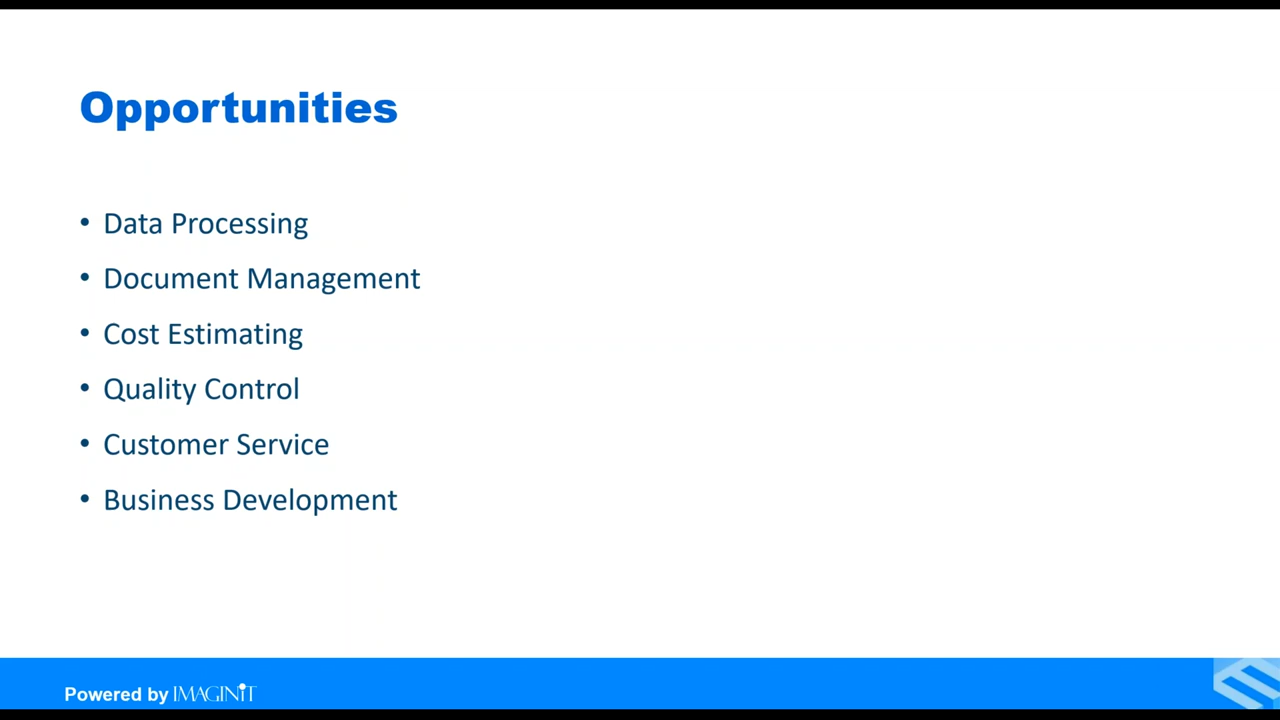 Opportunities
• Data Processing
• Document Management
• Cost Estimating
• Quality Control
• Customer Service
• Business Development
Powered by IMAGINiT